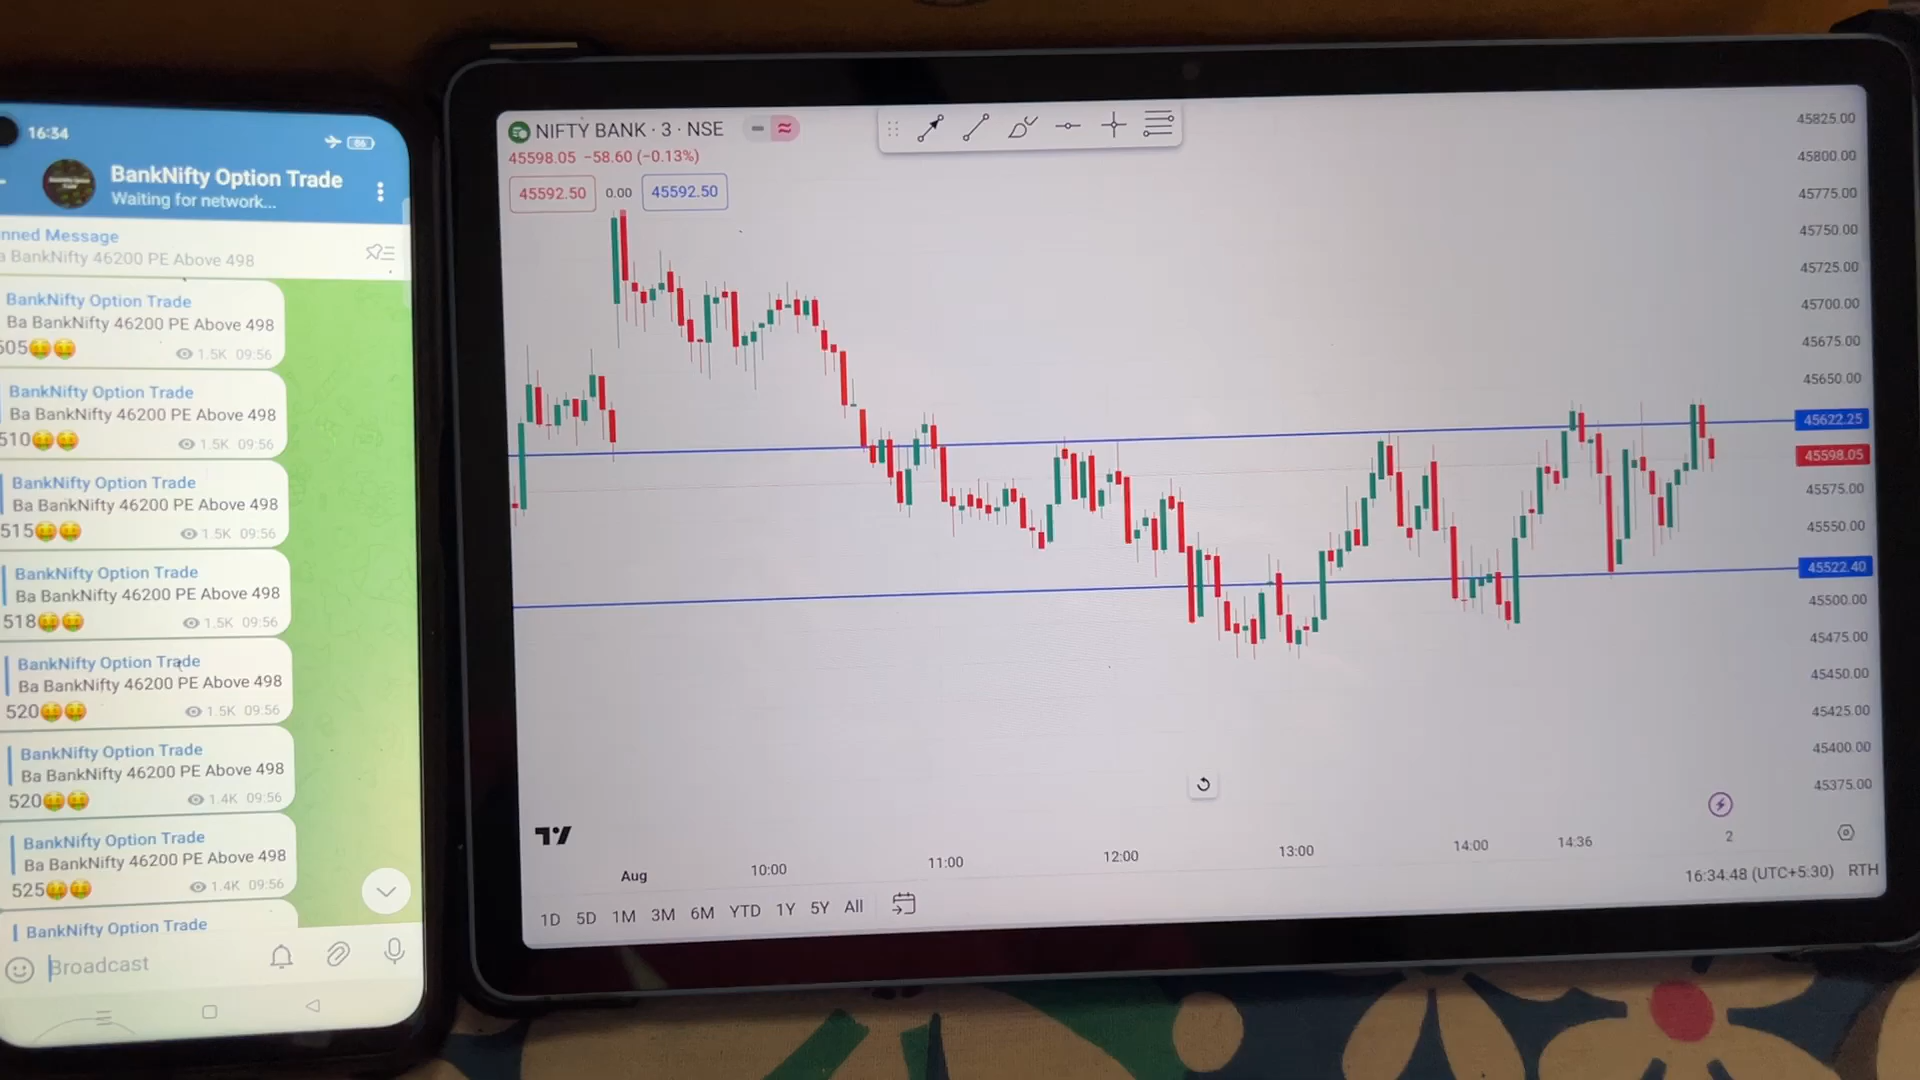 16:34
86
BankNifty Option Trade
Waiting for network...
nned Message
a BankNifty 46200 PE Above 498
BankNifty Option Trade
Ba BankNifty 46200 PE Above 498
505🤑🤑
1.5K 09:56
BankNifty Option Trade
Ba BankNifty 46200 PE Above 498
510🤑🤑
1.5K 09:56
BankNifty Option Trade
Ba BankNifty 46200 PE Above 498
515🤑🤑
1.5K 09:56
BankNifty Option Trade
Ba BankNifty 46200 PE Above 498
518🤑🤑
1.5K 09:56
BankNifty Option Trade
Ba BankNifty 46200 PE Above 498
520🤑🤑
1.5K 09:56
BankNifty Option Trade
Ba BankNifty 46200 PE Above 498
520🤑🤑
1.4K 09:56
BankNifty Option Trade
Ba BankNifty 46200 PE Above 498
525🤑🤑
1.4K 09:56
BankNifty Option Trade
Broadcast
NIFTY BANK · 3 · NSE
45598.05 −58.60 (−0.13%)
45592.50 0.00 45592.50
45825.00
45800.00
45775.00
45750.00
45725.00
45700.00
45675.00
45650.00
45622.25
45598.05
45575.00
45550.00
45522.40
45500.00
45475.00
45450.00
45425.00
45400.00
45375.00
2
Aug 10:00 11:00 12:00 13:00 14:00 14:36
16:34:48 (UTC+5:30) RTH
1D 5D 1M 3M 6M YTD 1Y 5Y All